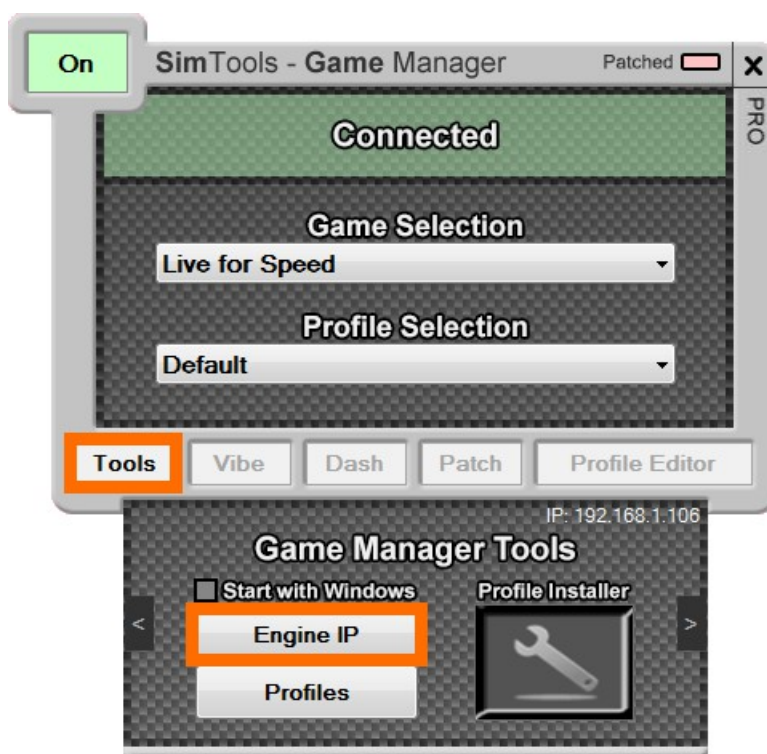 On
SimTools - Game Manager
Patched
X
PRO
Connected
Game Selection
Live for Speed
Profile Selection
Default
Tools Vibe Dash Patch Profile Editor
IP: 192.168.1.106
Game Manager Tools
Start with Windows
Profile Installer
< Engine IP >
Profiles